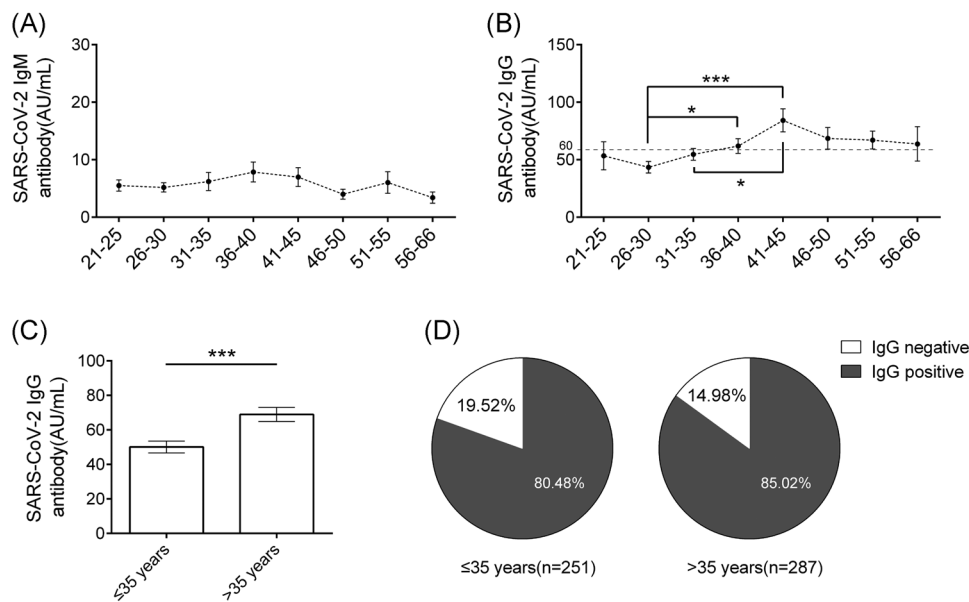 (A)
SARS-CoV-2 IgM
antibody(AU/mL)
30
20
10
0
21-25
26-30
31-35
36-40
41-45
46-50
51-55
56-66
(B)
SARS-CoV-2 IgG
antibody(AU/mL)
150
100
60
50
0
***
*
*
21-25
26-30
31-35
36-40
41-45
46-50
51-55
56-66
(C)
SARS-CoV-2 IgG
antibody(AU/mL)
100
80
60
40
20
0
***
≤35 years
>35 years
(D)
IgG negative
IgG positive
19.52%
80.48%
≤35 years(n=251)
14.98%
85.02%
>35 years(n=287)